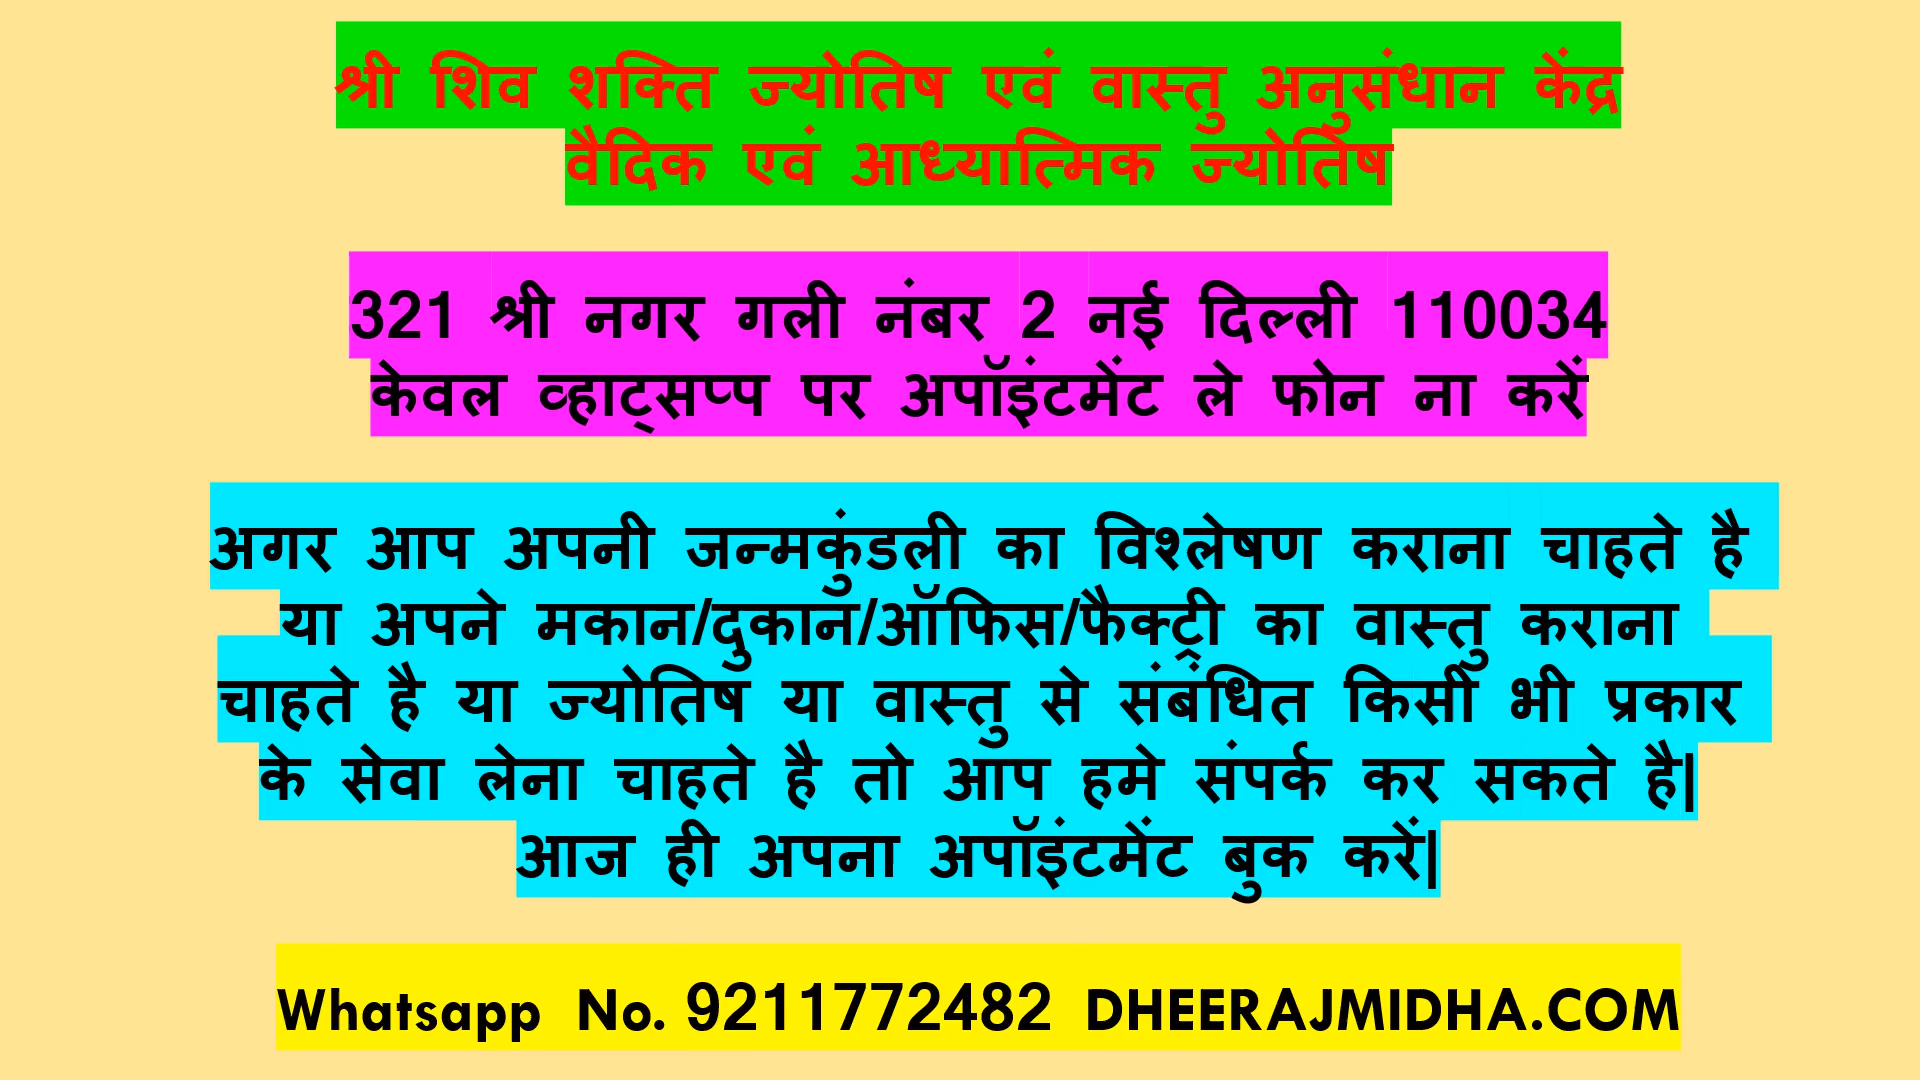 श्री शिव शक्ति ज्योतिष एवं वास्तु अनुसंधान केंद्र
वैदिक एवं आध्यात्मिक ज्योतिष
321 श्री नगर गली नंबर 2 नई दिल्ली 110034
केवल व्हाट्सप्प पर अपॉइंटमेंट ले फोन ना करें
अगर आप अपनी जन्मकुंडली का विश्लेषण कराना चाहते है
या अपने मकान/दुकान/ऑफिस/फैक्ट्री का वास्तु कराना
चाहते है या ज्योतिष या वास्तु से संबंधित किसी भी प्रकार
के सेवा लेना चाहते है तो आप हमे संपर्क कर सकते है|
आज ही अपना अपॉइंटमेंट बुक करें|
Whatsapp No. 9211772482 DHEERAJMIDHA.COM